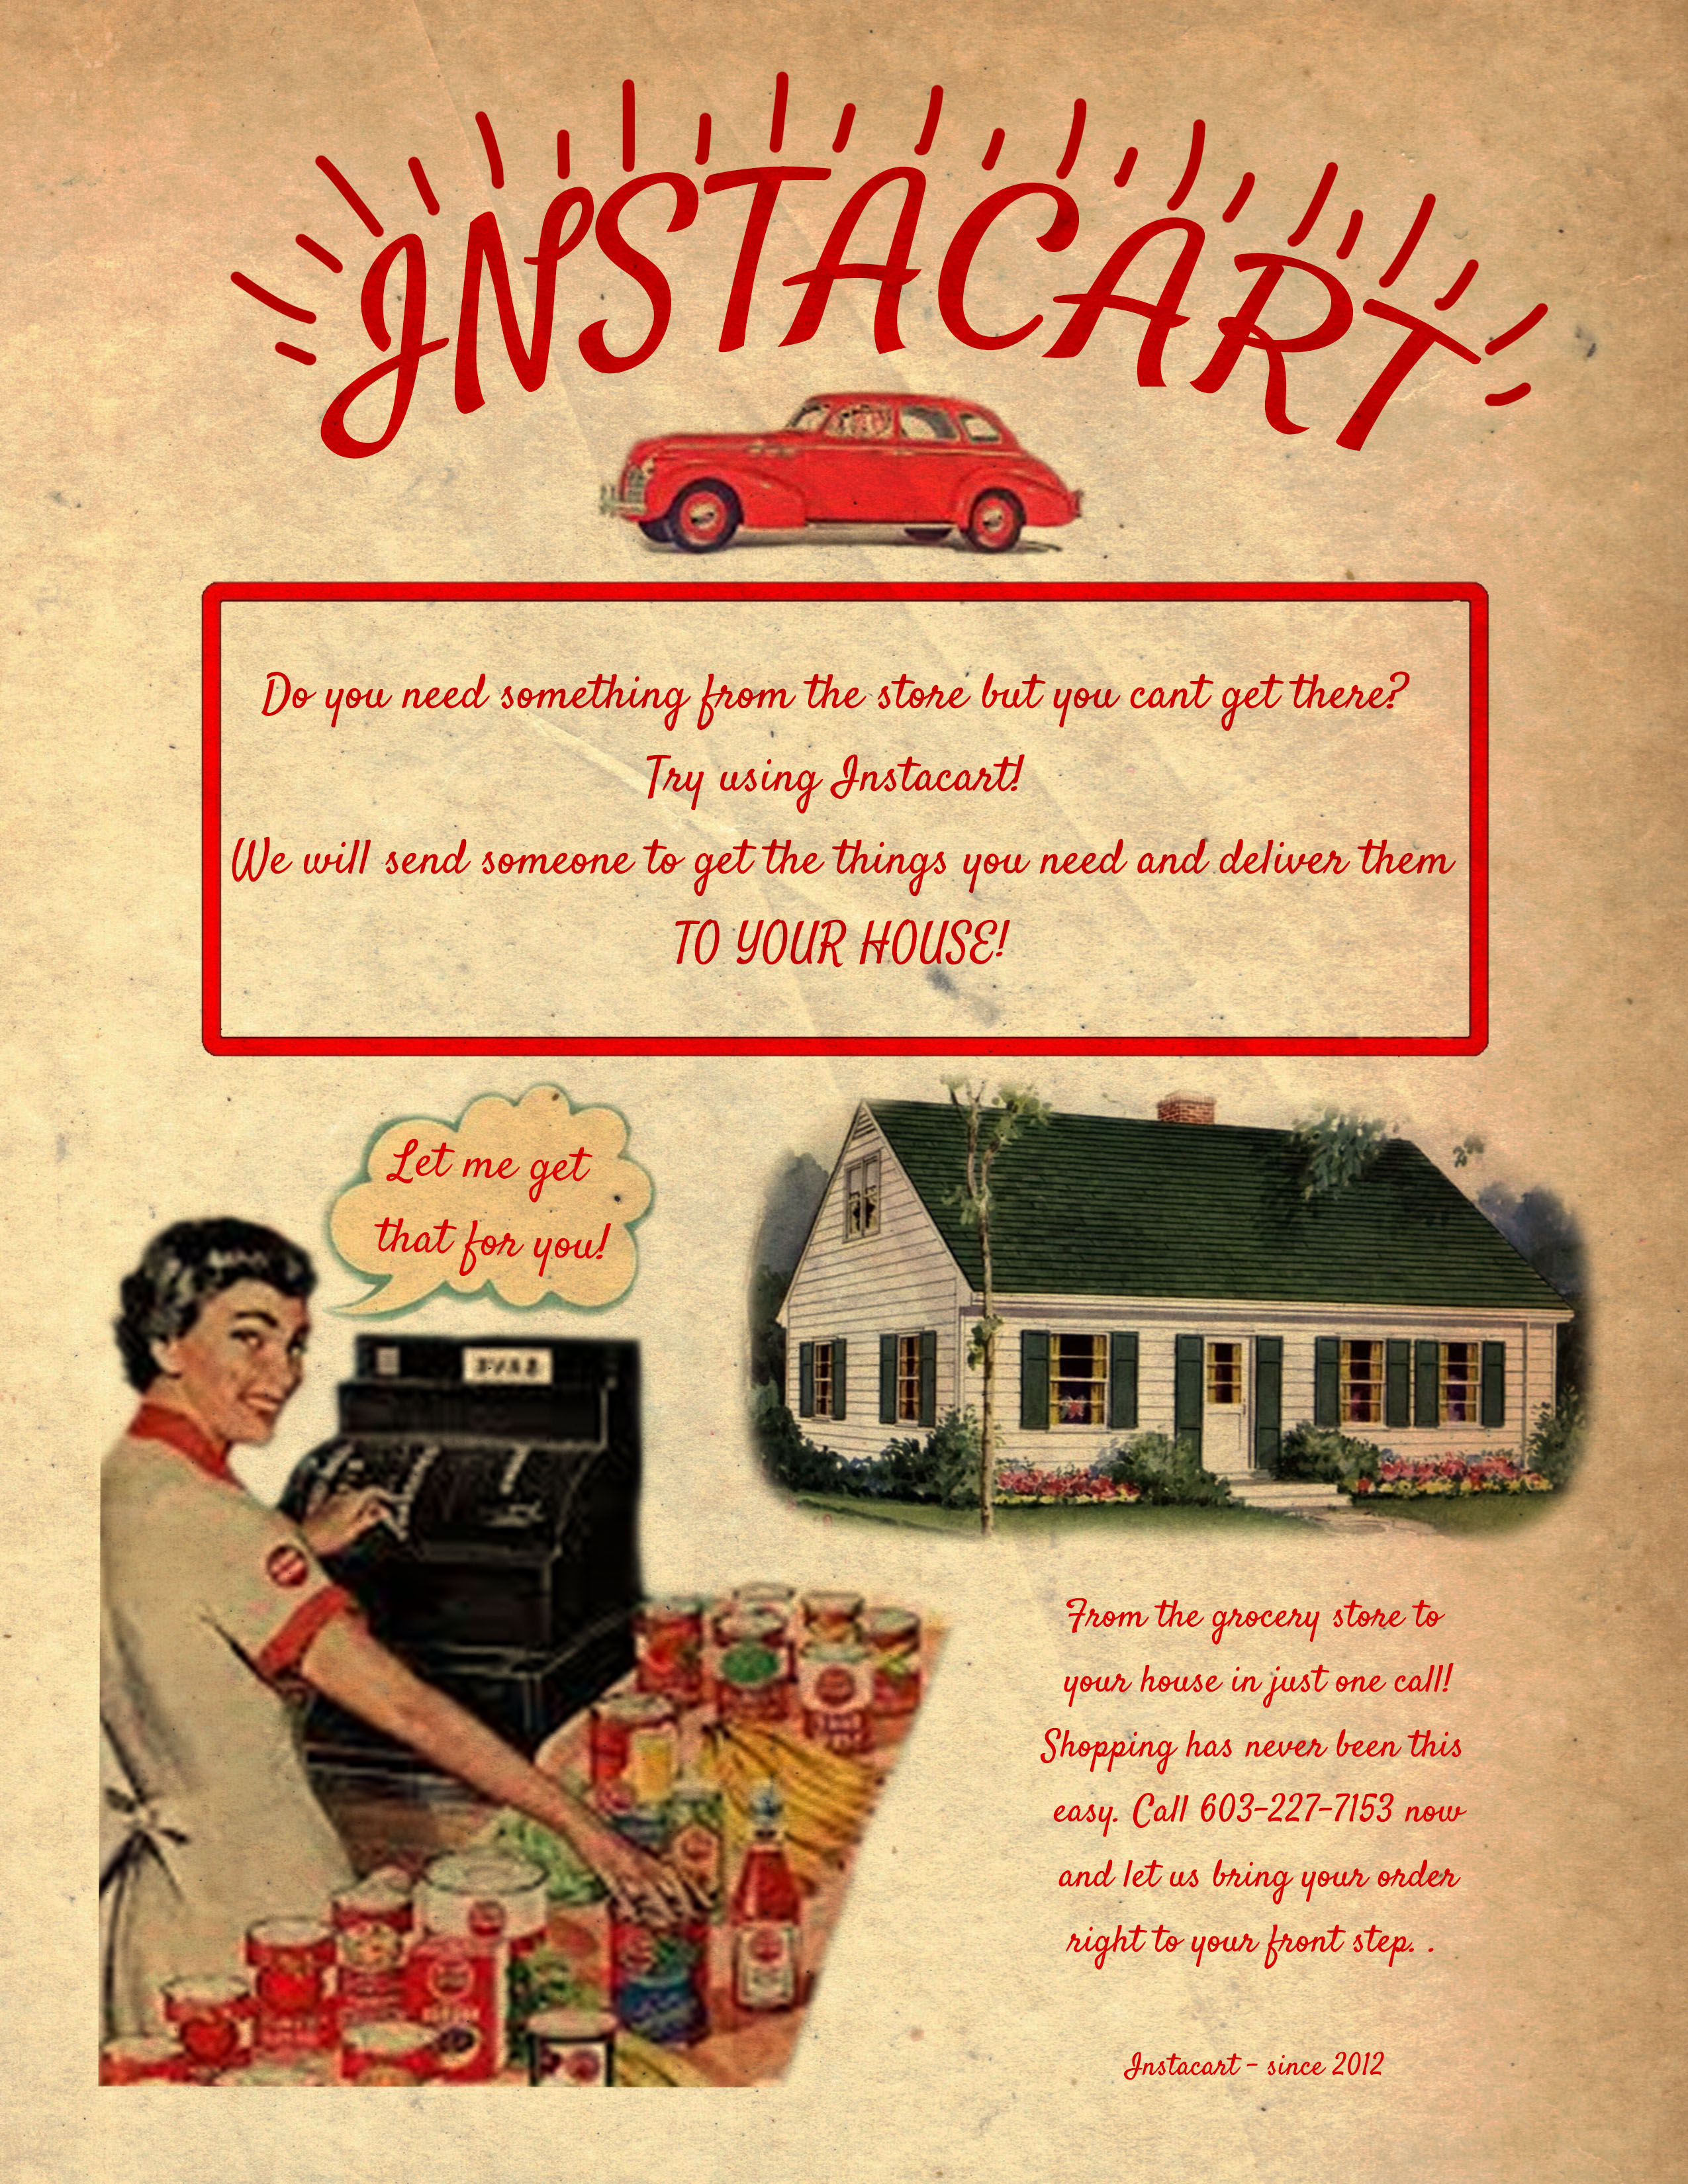 INSTACART
Do you need something from the store but you cant get there?
Try using Instacart!
We will send someone to get the things you need and deliver them
TO YOUR HOUSE!
Let me get
that for you!
From the grocery store to
your house in just one call!
Shopping has never been this
easy. Call 603-227-7153 now
and let us bring your order
right to your front step. .
Instacart - since 2012